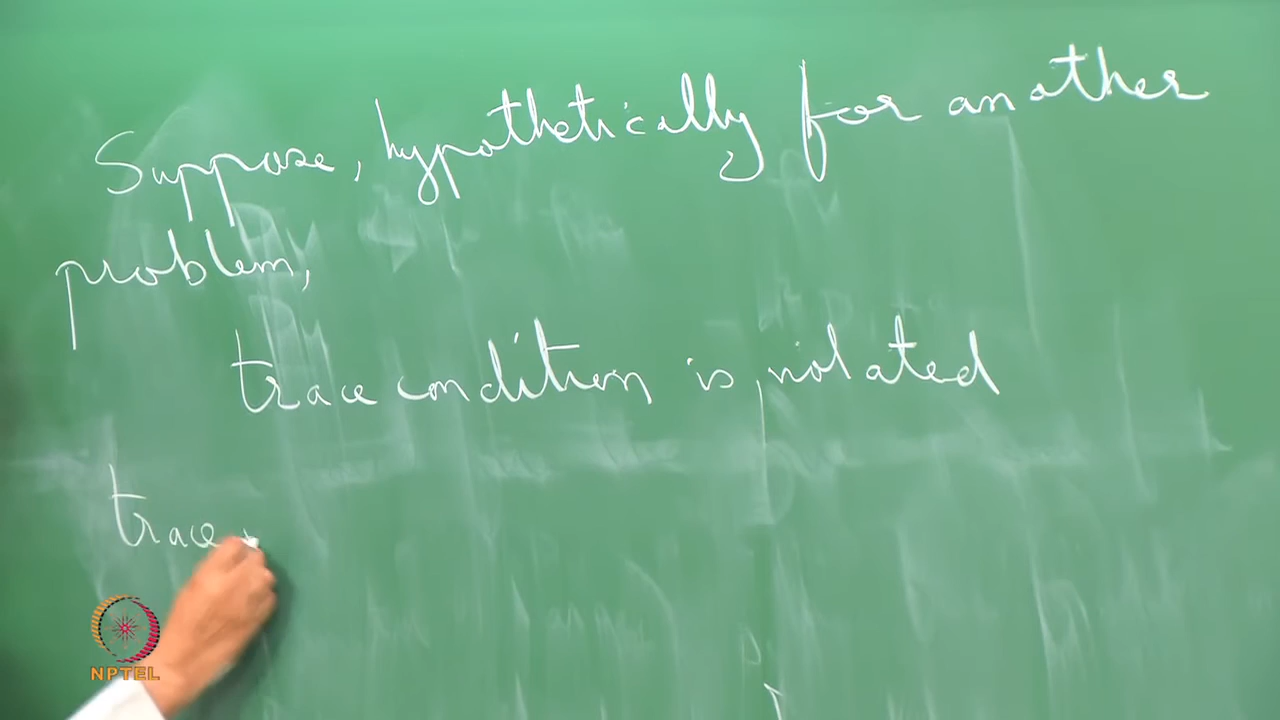 Suppose, hypothetically for another
problem,
trace condition is violated
trace
NPTEL